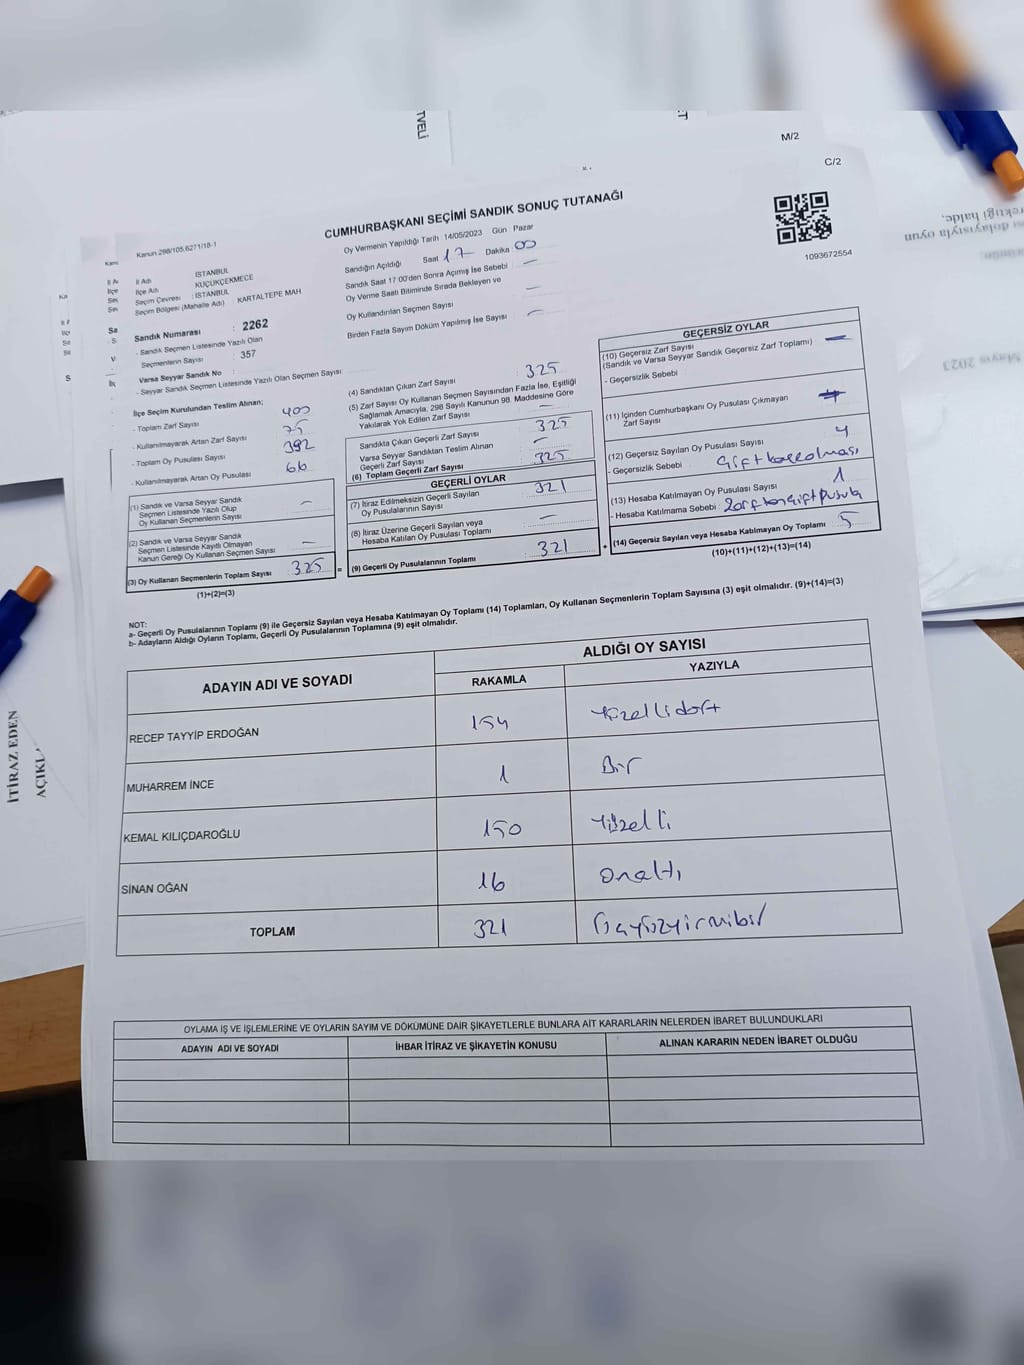 TVELİ
M/2
C/2
CUMHURBAŞKANI SEÇİMİ SANDIK SONUÇ TUTANAĞI
Kanun 298/105,6271/18-1
1093672554
İl Adı : İSTANBUL
İlçe Adı : KÜÇÜKÇEKMECE
Seçim Çevresi : İSTANBUL
Seçim Bölgesi (Mahalle Adı) KARTALTEPE MAH
Sandık Numarası : 2262
- Sandık Seçmen Listesinde Yazılı Olan
Seçmenlerin Sayısı : 357
Varsa Seyyar Sandık No :
- Seyyar Sandık Seçmen Listesinde Yazılı Olan Seçmen Sayısı:
Oy Vermenin Yapıldığı Tarih 14/05/2023 Gün Pazar
Sandığın Açıldığı Saat 17 Dakika 00
Sandık Saat 17:00'den Sonra Açımış İse Sebebi —
Oy Verme Saati Bitiminde Sırada Bekleyen ve
Oy Kullandırılan Seçmen Sayısı —
Birden Fazla Sayım Döküm Yapılmış İse Sayısı —
İlçe Seçim Kurulundan Teslim Alınan;
- Toplam Zarf Sayısı 400
- Kullanılmayarak Artan Zarf Sayısı 75
- Toplam Oy Pusulası Sayısı 392
- Kullanılmayarak Artan Oy Pusulası 66
(1) Sandık ve Varsa Seyyar Sandık
Seçmen Listesinde Yazılı Olup
Oy Kullanan Seçmenlerin Sayısı —
(2) Sandık ve Varsa Seyyar Sandık
Seçmen Listesinde Kayıtlı Olmayan
Kanun Gereği Oy Kullanan Seçmen Sayısı —
(3) Oy Kullanan Seçmenlerin Toplam Sayısı 325
(1)+(2)=(3)
=
(4) Sandıktan Çıkan Zarf Sayısı 325
(5) Zarf Sayısı Oy Kullanan Seçmen Sayısından Fazla İse, Eşitliği
Sağlamak Amacıyla, 298 Sayılı Kanunun 98. Maddesine Göre
Yakılarak Yok Edilen Zarf Sayısı —
Sandıkta Çıkan Geçerli Zarf Sayısı 325
Varsa Seyyar Sandıktan Teslim Alınan
Geçerli Zarf Sayısı —
(6) Toplam Geçerli Zarf Sayısı 325
GEÇERLİ OYLAR
(7) İtiraz Edilmeksizin Geçerli Sayılan
Oy Pusulalarının Sayısı 321
(8) İtiraz Üzerine Geçerli Sayılan veya
Hesaba Katılan Oy Pusulası Toplamı —
(9) Geçerli Oy Pusulalarının Toplamı 321
+
GEÇERSİZ OYLAR
(10) Geçersiz Zarf Sayısı
(Sandık ve Varsa Seyyar Sandık Geçersiz Zarf Toplamı) —
- Geçersizlik Sebebi
(11) İçinden Cumhurbaşkanı Oy Pusulası Çıkmayan
Zarf Sayısı
(12) Geçersiz Sayılan Oy Pusulası Sayısı 4
- Geçersizlik Sebebi Çift kaşe olması
(13) Hesaba Katılmayan Oy Pusulası Sayısı 1
- Hesaba Katılmama Sebebi : Zarftan çift pusula
(14) Geçersiz Sayılan veya Hesaba Katılmayan Oy Toplamı 5
(10)+(11)+(12)+(13)=(14)
NOT:
a- Geçerli Oy Pusulalarının Toplamı (9) ile Geçersiz Sayılan veya Hesaba Katılmayan Oy Toplamı (14) Toplamları, Oy Kullanan Seçmenlerin Toplam Sayısına (3) eşit olmalıdır. (9)+(14)=(3)
b- Adayların Aldığı Oyların Toplamı, Geçerli Oy Pusulalarının Toplamına (9) eşit olmalıdır.
ADAYIN ADI VE SOYADI ALDIĞI OY SAYISI
RAKAMLA YAZIYLA
RECEP TAYYİP ERDOĞAN 154 Yüzellidört
MUHARREM İNCE 1 Bir
KEMAL KILIÇDAROĞLU 150 Yüzelli
SİNAN OĞAN 16 Onaltı
TOPLAM 321 Üçyüzyirmibir
OYLAMA İŞ VE İŞLEMLERİNE VE OYLARIN SAYIM VE DÖKÜMÜNE DAİR ŞİKAYETLERLE BUNLARA AİT KARARLARIN NELERDEN İBARET BULUNDUKLARI
ADAYIN ADI VE SOYADI İHBAR İTİRAZ VE ŞİKAYETİN KONUSU ALINAN KARARIN NEDEN İBARET OLDUĞU
İTİRAZ EDEN